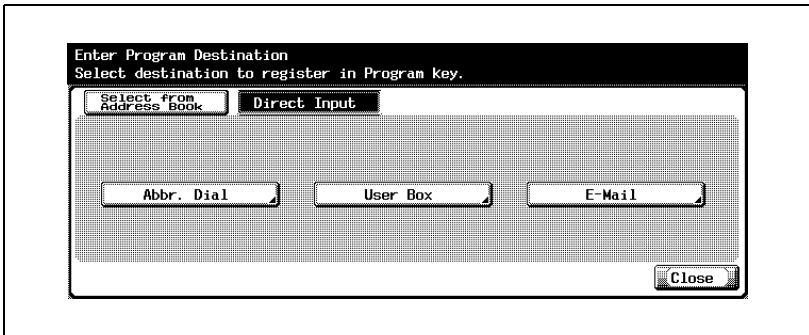 Enter Program Destination
Select destination to register in Program key.
Select from
Address Book
Direct Input
Abbr. Dial
User Box
E-Mail
Close